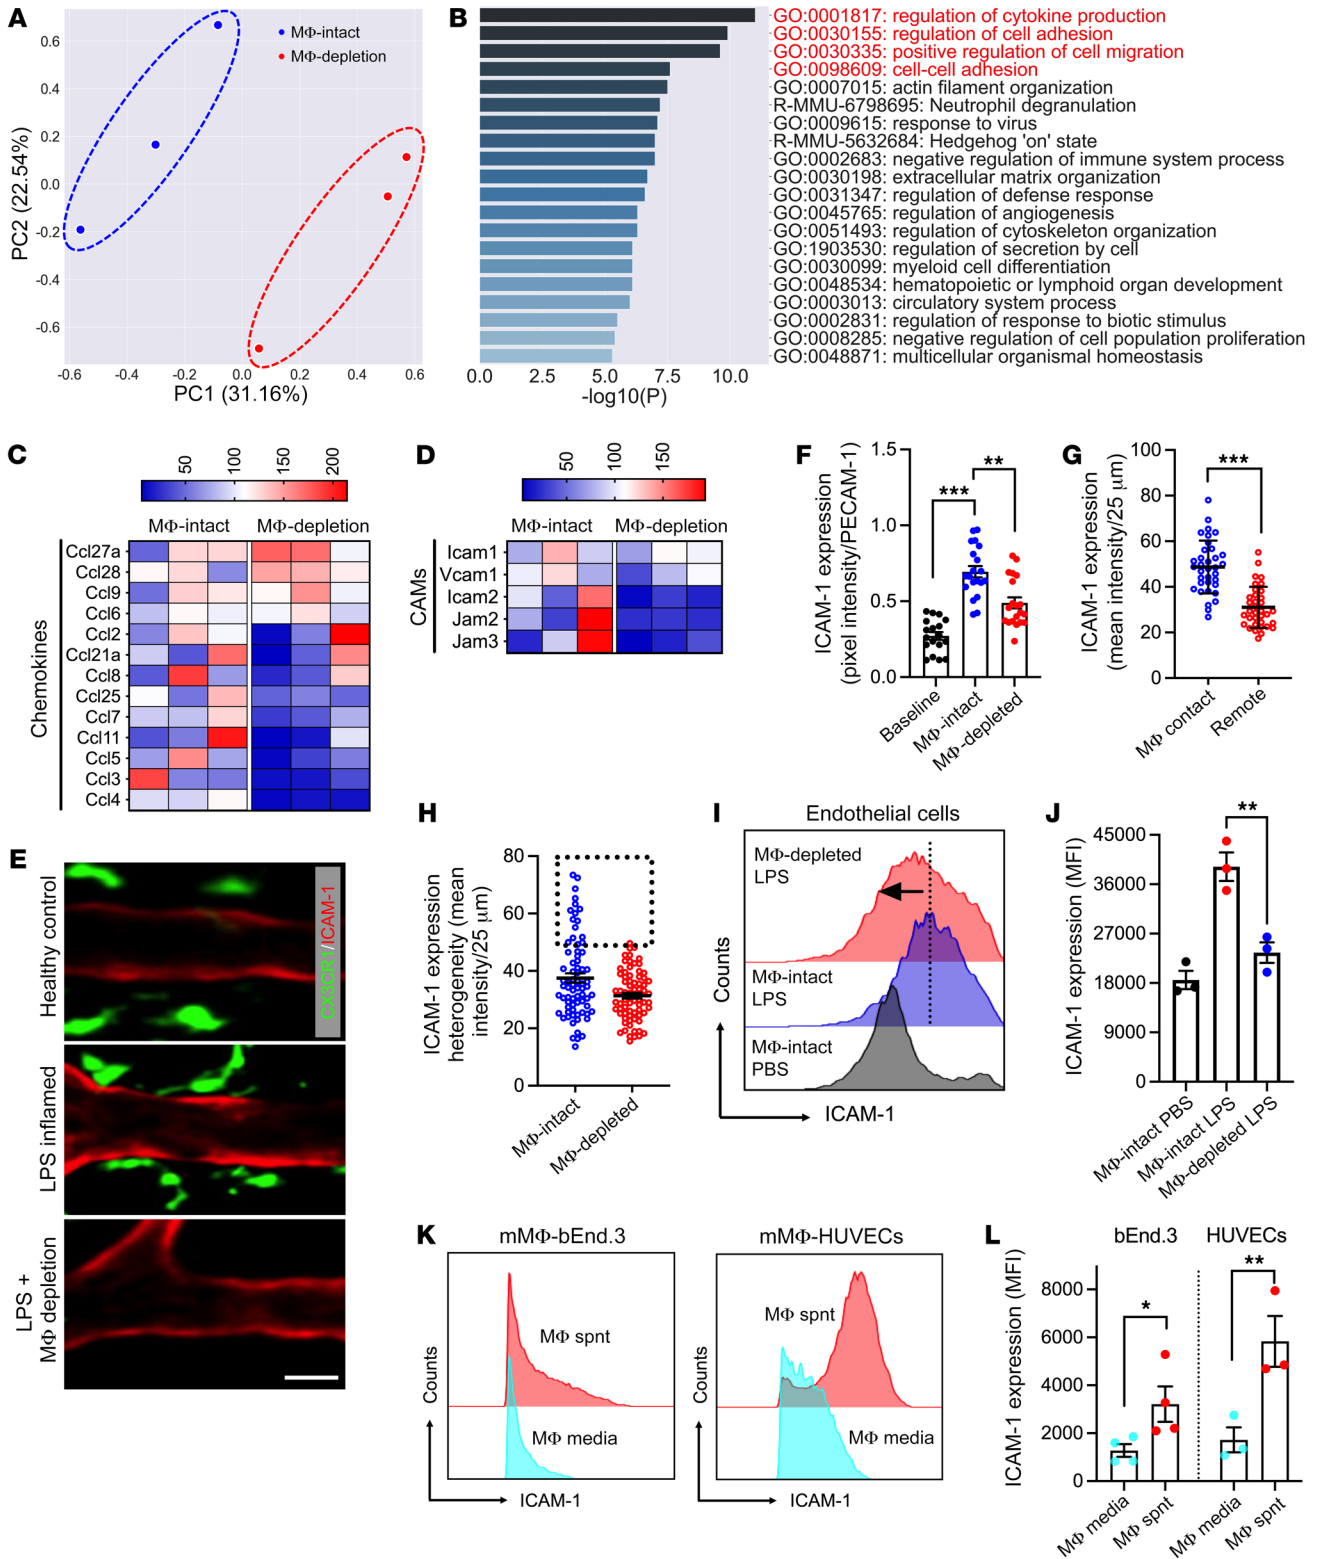 A
MΦ-intact
MΦ-depletion
PC2 (22.54%)
0.6
0.4
0.2
0.0
-0.2
-0.4
-0.6
-0.6 -0.4 -0.2 0.0 0.2 0.4 0.6
PC1 (31.16%)
B
GO:0001817: regulation of cytokine production
GO:0030155: regulation of cell adhesion
GO:0030335: positive regulation of cell migration
GO:0098609: cell-cell adhesion
GO:0007015: actin filament organization
R-MMU-6798695: Neutrophil degranulation
GO:0009615: response to virus
R-MMU-5632684: Hedgehog 'on' state
GO:0002683: negative regulation of immune system process
GO:0030198: extracellular matrix organization
GO:0031347: regulation of defense response
GO:0045765: regulation of angiogenesis
GO:0051493: regulation of cytoskeleton organization
GO:1903530: regulation of secretion by cell
GO:0030099: myeloid cell differentiation
GO:0048534: hematopoietic or lymphoid organ development
GO:0003013: circulatory system process
GO:0002831: regulation of response to biotic stimulus
GO:0008285: negative regulation of cell population proliferation
GO:0048871: multicellular organismal homeostasis
0.0 2.5 5.0 7.5 10.0
-log10(P)
C
50 100 150 200
MΦ-intact MΦ-depletion
Chemokines
Ccl27a
Ccl28
Ccl9
Ccl6
Ccl2
Ccl21a
Ccl8
Ccl25
Ccl7
Ccl11
Ccl5
Ccl3
Ccl4
D
50 100 150
MΦ-intact MΦ-depletion
CAMs
Icam1
Vcam1
Icam2
Jam2
Jam3
E
Healthy control
CX3CR1/ICAM-1
LPS inflamed
LPS +
MΦ depletion
F
ICAM-1 expression
(pixel intensity/PECAM-1)
1.5
1.0
0.5
0.0
***
**
Baseline
MΦ-intact
MΦ-depleted
G
ICAM-1 expression
(mean intensity/25 μm)
100
80
60
40
20
0
***
MΦ contact
Remote
H
ICAM-1 expression
heterogeneity (mean
intensity/25 μm)
80
60
40
20
0
MΦ-intact
MΦ-depleted
I
Endothelial cells
MΦ-depleted
LPS
MΦ-intact
LPS
MΦ-intact
PBS
Counts
ICAM-1
J
ICAM-1 expression (MFI)
45000
36000
27000
18000
9000
0
**
MΦ-intact PBS
MΦ-intact LPS
MΦ-depleted LPS
K
mMΦ-bEnd.3
MΦ spnt
MΦ media
Counts
ICAM-1
mMΦ-HUVECs
MΦ spnt
MΦ media
Counts
ICAM-1
L
bEnd.3 HUVECs
ICAM-1 expression (MFI)
8000
6000
4000
2000
0
*
**
MΦ media
MΦ spnt
MΦ media
MΦ spnt